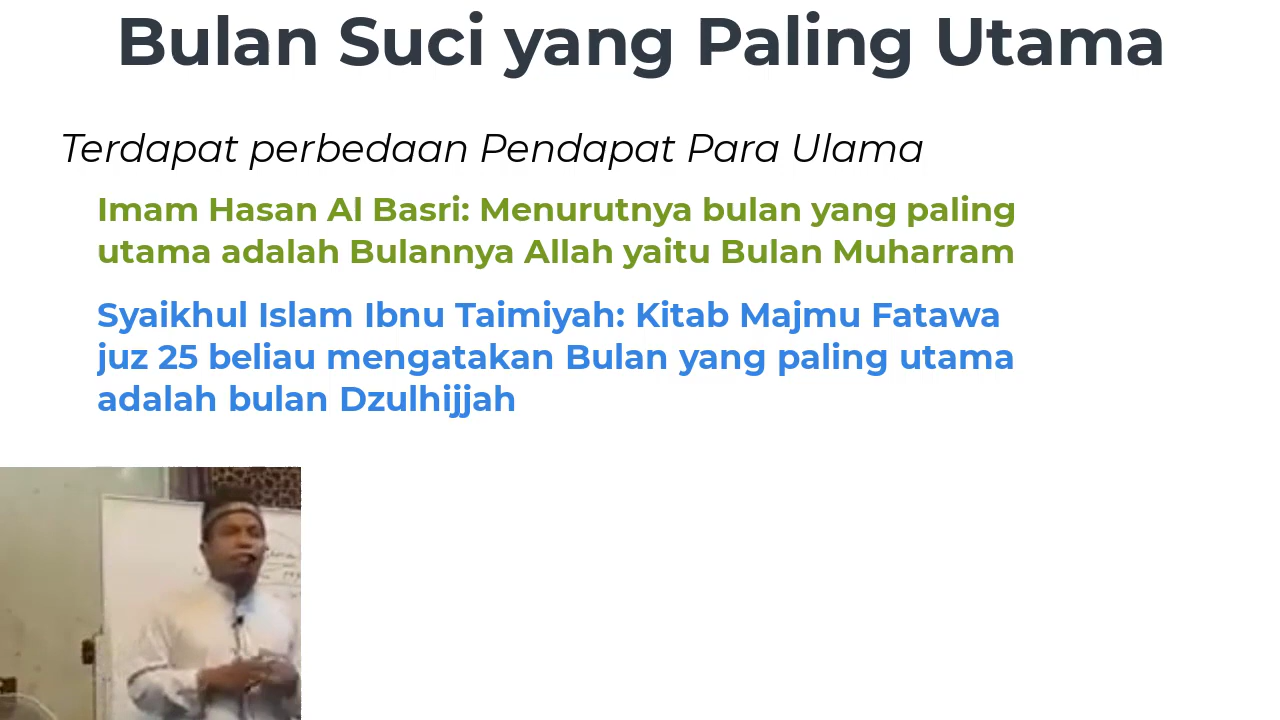 Bulan Suci yang Paling Utama
Terdapat perbedaan Pendapat Para Ulama
Imam Hasan Al Basri: Menurutnya bulan yang paling
utama adalah Bulannya Allah yaitu Bulan Muharram
Syaikhul Islam Ibnu Taimiyah: Kitab Majmu Fatawa
juz 25 beliau mengatakan Bulan yang paling utama
adalah bulan Dzulhijjah